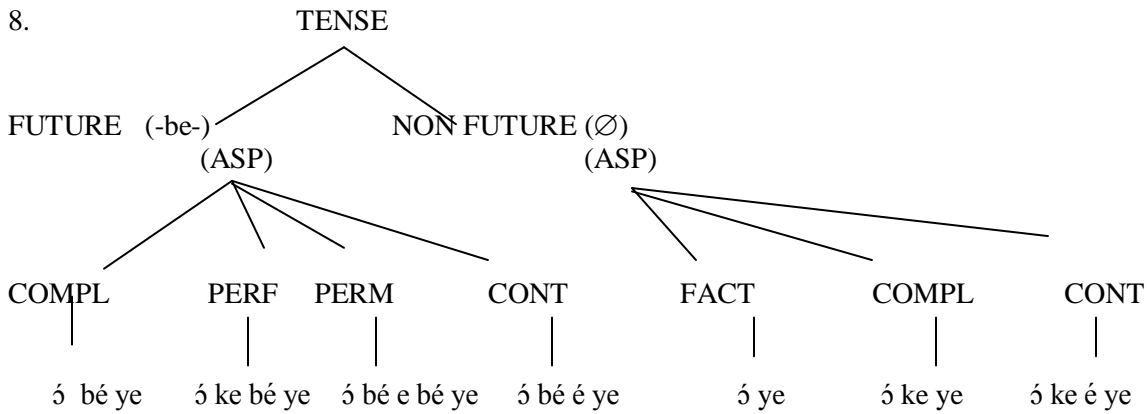 8. TENSE
FUTURE (-be-) NON FUTURE (∅)
(ASP) (ASP)
COMPL PERF PERM CONT FACT COMPL CONT
ɔ́ bé ye ɔ́ ke bé ye ɔ́ bé e bé ye ɔ́ bé é ye ɔ́ ye ɔ́ ke ye ɔ́ ke é ye